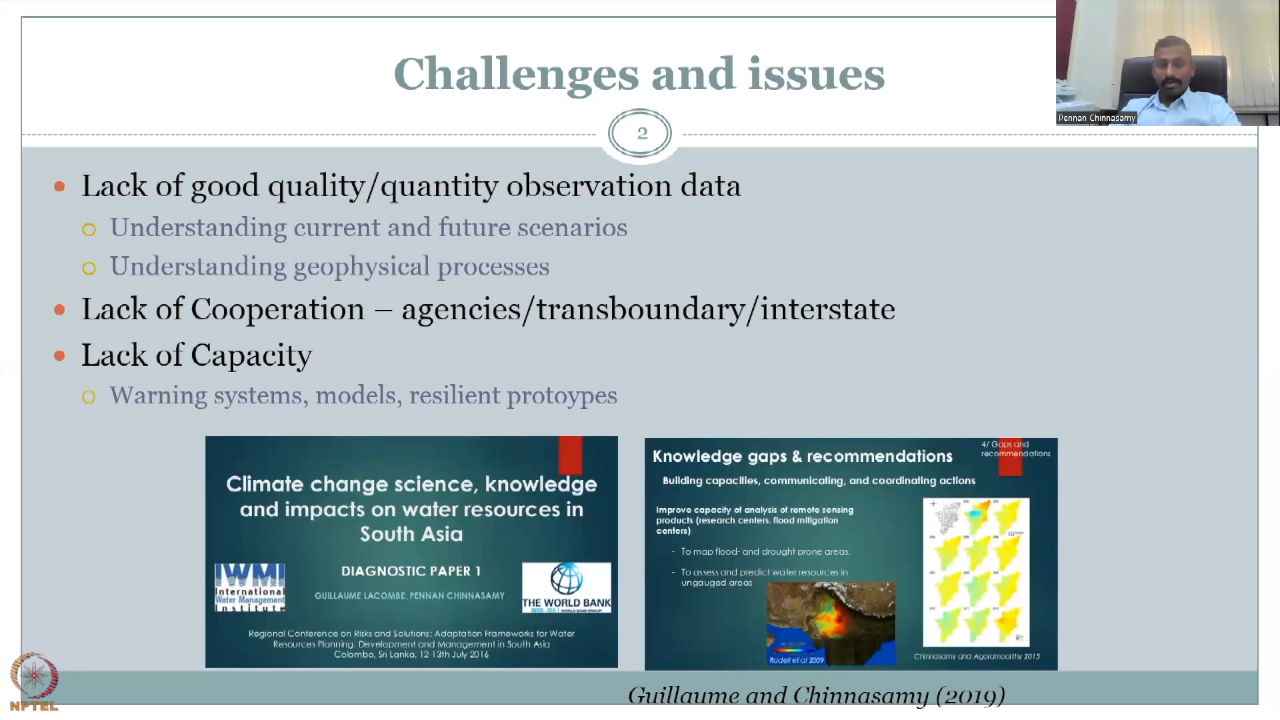 Challenges and issues
Pennan Chinnasamy
2
Lack of good quality/quantity observation data
Understanding current and future scenarios
Understanding geophysical processes
Lack of Cooperation – agencies/transboundary/interstate
Lack of Capacity
Warning systems, models, resilient protoypes
Climate change science, knowledge
and impacts on water resources in
South Asia
DIAGNOSTIC PAPER 1
GUILLAUME LACOMBE, PENNAN CHINNASAMY
IWMI
International
Water Management
Institute
THE WORLD BANK
Regional Conference on Risks and Solutions: Adaptation Frameworks for Water
Resources Planning, Development and Management in South Asia
Colombo, Sri Lanka, 12-13th July 2016
4/ Gaps and
recommendations
Knowledge gaps & recommendations
Building capacities, communicating, and coordinating actions
Improve capacity of analysis of remote sensing
products (research centers, flood mitigation
centers)
- To map flood- and drought prone areas,
- To assess and predict water resources in
ungauged areas
Rodell et al 2009
Chinnasamy and Agoramoorthy 2015
NPTEL
Guillaume and Chinnasamy (2019)